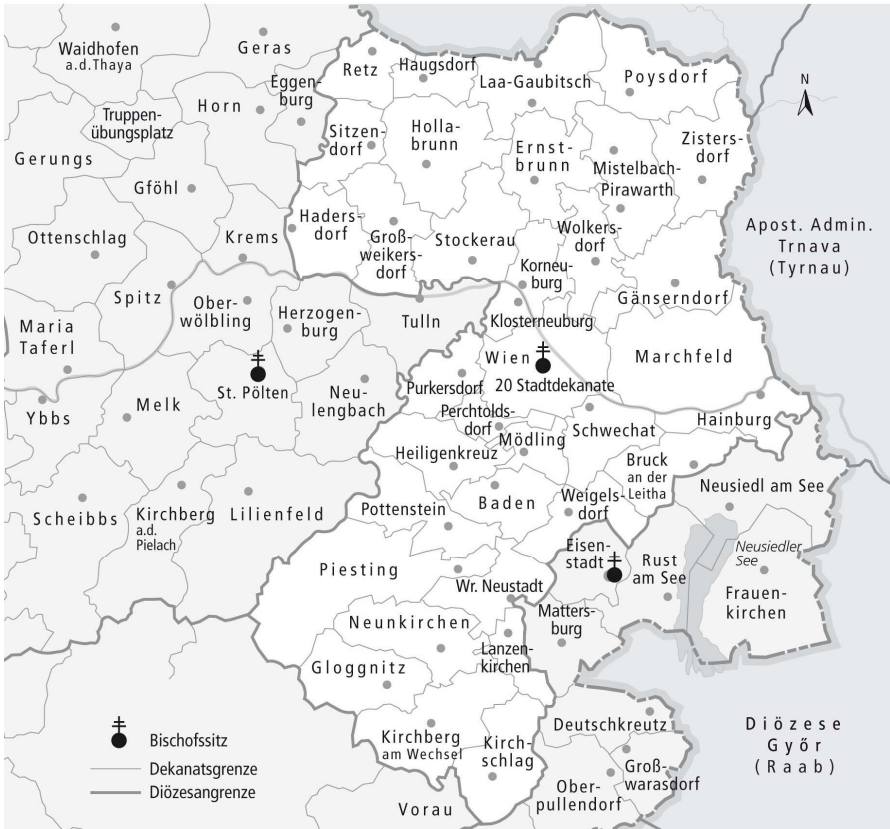 Waidhofen
a.d.Thaya
Geras
Retz
Haugsdorf
Laa-Gaubitsch
Poysdorf
N
Eggen-
burg
Horn
Truppen-
übungsplatz
Gerungs
Sitzen-
dorf
Holla-
brunn
Ernst-
brunn
Mistelbach-
Pirawarth
Zisters-
dorf
Gföhl
Haders-
dorf
Groß-
weikers-
dorf
Stockerau
Wolkers-
dorf
Apost. Admin.
Trnava
(Tyrnau)
Ottenschlag
Krems
Korneu-
burg
Spitz
Ober-
wölbling
Herzogen-
burg
Tulln
Gänserndorf
Klosterneuburg
Maria
Taferl
Wien
20 Stadtdekanate
Marchfeld
St. Pölten
Neu-
lengbach
Purkersdorf
Ybbs
Melk
Perchtolds-
dorf
Mödling
Schwechat
Hainburg
Heiligenkreuz
Bruck
an der
Leitha
Neusiedl am See
Scheibbs
Kirchberg
a.d.
Pielach
Lilienfeld
Pottenstein
Baden
Weigels-
dorf
Eisen-
stadt
Rust
am See
Neusiedler
See
Frauen-
kirchen
Piesting
Wr. Neustadt
Matters-
burg
Neunkirchen
Lanzen-
kirchen
Gloggnitz
Kirchberg
am Wechsel
Kirch-
schlag
Deutschkreutz
Groß-
warasdorf
Ober-
pullendorf
Vorau
Diözese
Győr
(Raab)
Bischofssitz
Dekanatsgrenze
Diözesangrenze